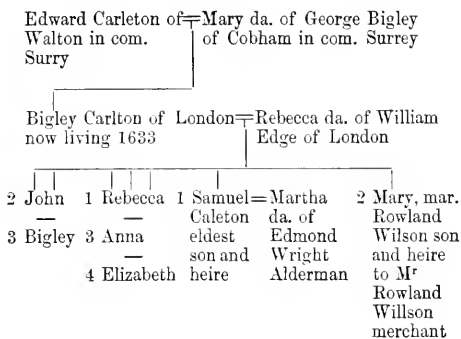 Edward Carleton of=Mary da. of George Bigley
Walton in com. of Cobham in com. Surrey
Surry
Bigley Carlton of London=Rebecca da. of William
now living 1633 Edge of London
2 John 1 Rebecca 1 Samuel=Martha 2 Mary, mar.
— — Caleton da. of Rowland
3 Bigley 3 Anna eldest Edmond Wilson son
— son and Wright and heire
4 Elizabeth heire Alderman to Mr
Rowland
Willson
merchant